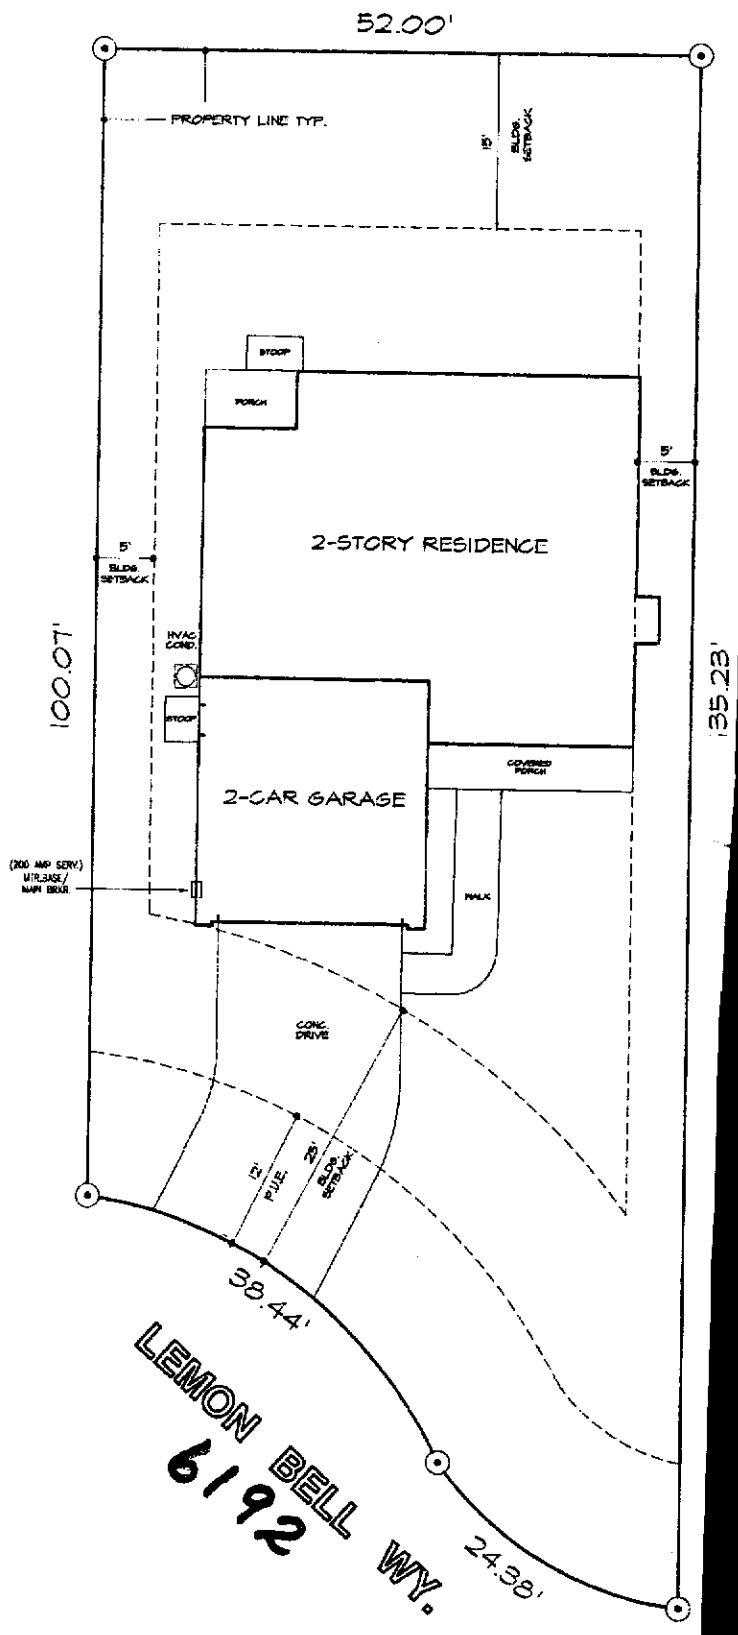 52.00'
PROPERTY LINE TYP.
15'
BLDG.
SETBACK
STOOP
PORCH
5'
BLDG.
SETBACK
2-STORY RESIDENCE
5'
BLDG.
SETBACK
HVAC
COND.
100.07'
135.23'
STOOP
COVERED
PORCH
2-CAR GARAGE
(200 AMP SERV.)
MTR.BASE/
MAIN BRKR.
WALK
CONC.
DRIVE
12'
P.U.E.
25'
BLDG.
SETBACK
38.44'
LEMON BELL WY.
6192
24.38'